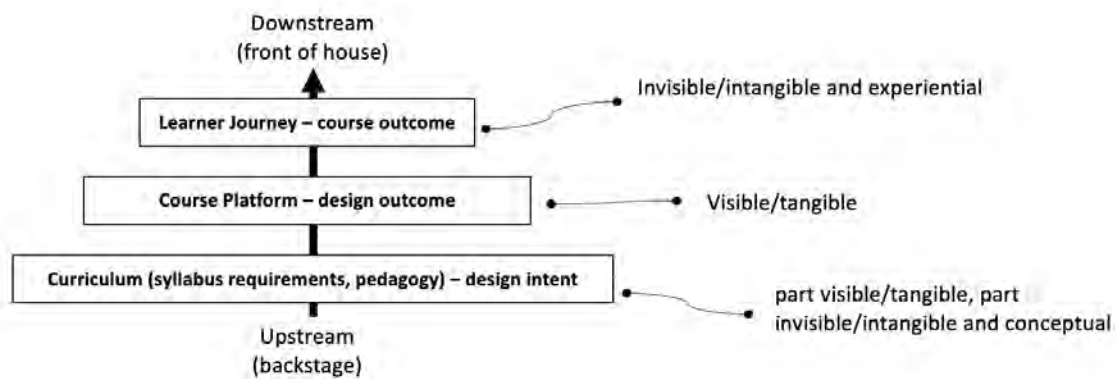 Downstream
(front of house)
Invisible/intangible and experiential
Learner Journey – course outcome
Course Platform – design outcome
Visible/tangible
Curriculum (syllabus requirements, pedagogy) – design intent
part visible/tangible, part
invisible/intangible and conceptual
Upstream
(backstage)